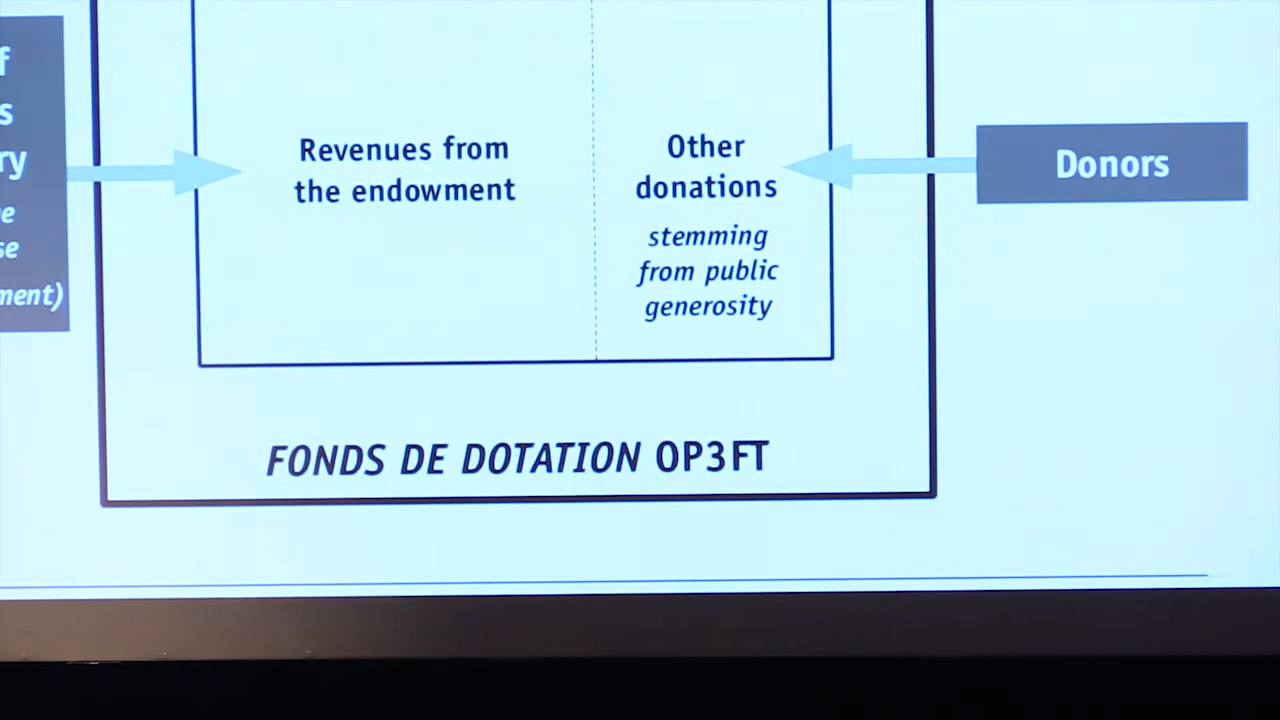 Revenues from
the endowment
Other
donations
stemming
from public
generosity
Donors
FONDS DE DOTATION OP3FT